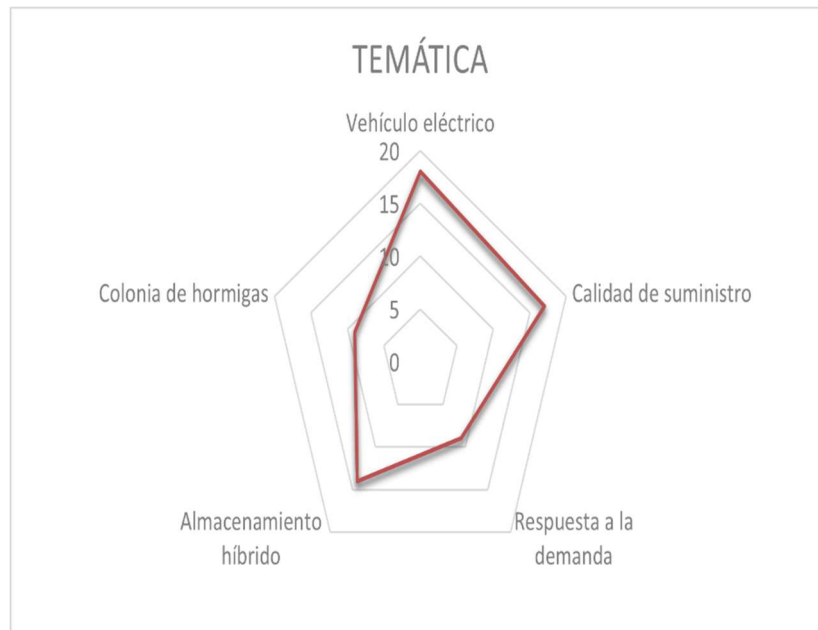 TEMÁTICA
Vehículo eléctrico
20
15
10
5
0
Colonia de hormigas
Calidad de suministro
Almacenamiento
híbrido
Respuesta a la
demanda